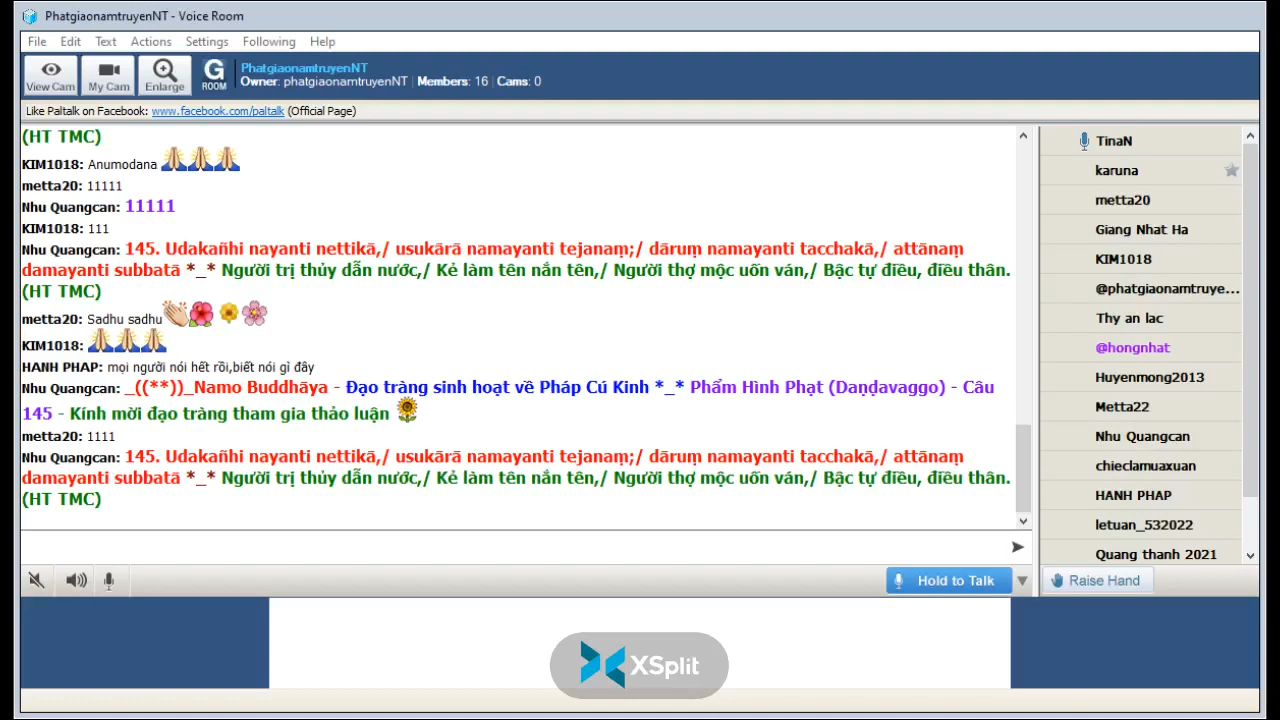 PhatgiaonamtruyenNT - Voice Room
File Edit Text Actions Settings Following Help
View Cam My Cam Enlarge G ROOM
PhatgiaonamtruyenNT
Owner: phatgiaonamtruyenNT | Members: 16 | Cams: 0
Like Paltalk on Facebook: www.facebook.com/paltalk (Official Page)
(HT TMC)
KIM1018: Anumodana
metta20: 11111
Nhu Quangcan: 11111
KIM1018: 111
Nhu Quangcan: 145. Udakañhi nayanti nettikā,/ usukārā namayanti tejanaṃ;/ dāruṃ namayanti tacchakā,/ attānaṃ
damayanti subbatā *_* Người trị thủy dẫn nước,/ Kẻ làm tên nắn tên,/ Người thợ mộc uốn ván,/ Bậc tự điều, điều thân.
(HT TMC)
metta20: Sadhu sadhu
KIM1018:
HANH PHAP: mọi người nói hết rồi,biết nói gì đây
Nhu Quangcan: _((**))_Namo Buddhāya - Đạo tràng sinh hoạt về Pháp Cú Kinh *_* Phẩm Hình Phạt (Daṇḍavaggo) - Câu
145 - Kính mời đạo tràng tham gia thảo luận
metta20: 1111
Nhu Quangcan: 145. Udakañhi nayanti nettikā,/ usukārā namayanti tejanaṃ;/ dāruṃ namayanti tacchakā,/ attānaṃ
damayanti subbatā *_* Người trị thủy dẫn nước,/ Kẻ làm tên nắn tên,/ Người thợ mộc uốn ván,/ Bậc tự điều, điều thân.
(HT TMC)
TinaN
karuna
metta20
Giang Nhat Ha
KIM1018
@phatgiaonamtruye...
Thy an lac
@hongnhat
Huyenmong2013
Metta22
Nhu Quangcan
chieclamuaxuan
HANH PHAP
letuan_532022
Quang thanh 2021
Hold to Talk
Raise Hand
XSplit